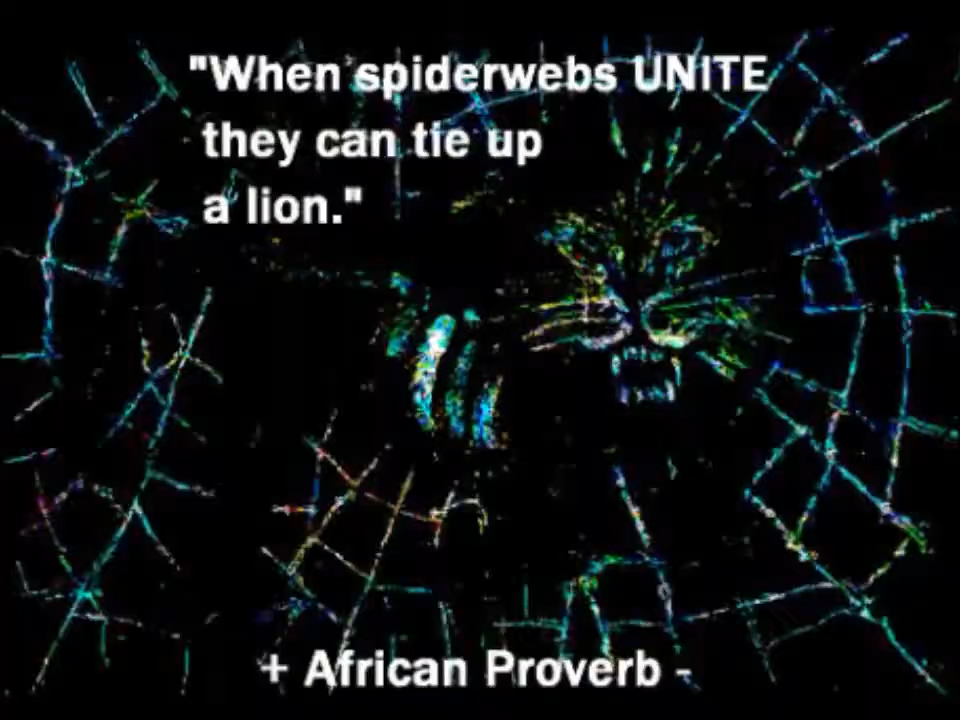 "When spiderwebs UNITE
they can tie up
a lion."
+ African Proverb -